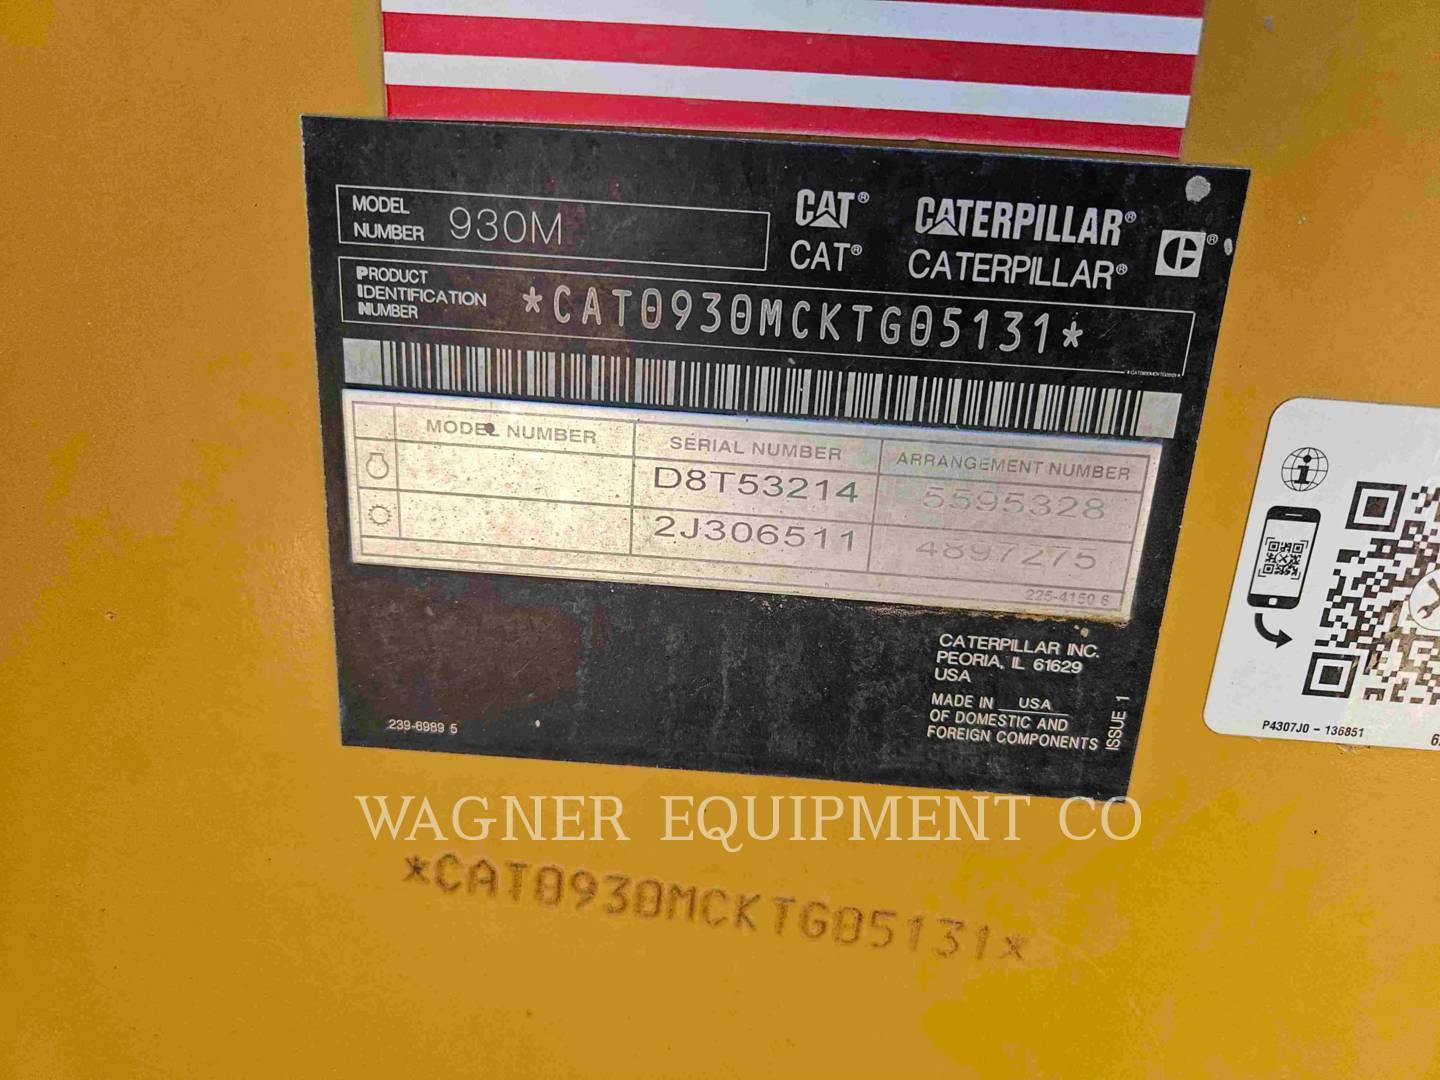 MODEL
NUMBER 930M
CAT® CATERPILLAR®
CAT® CATERPILLAR®
PRODUCT
IDENTIFICATION
NUMBER
*CAT0930MCKTG05131*
*CAT0930MCKTG05131*
MODEL NUMBER SERIAL NUMBER ARRANGEMENT NUMBER
D8T53214 5595328
2J306511 4897275
225-4150 6
CATERPILLAR INC.
PEORIA, IL 61629
USA
MADE IN USA
OF DOMESTIC AND
FOREIGN COMPONENTS
ISSUE 1
239-6989 5
P4307J0 - 136851
WAGNER EQUIPMENT CO
*CAT0930MCKTG05131*